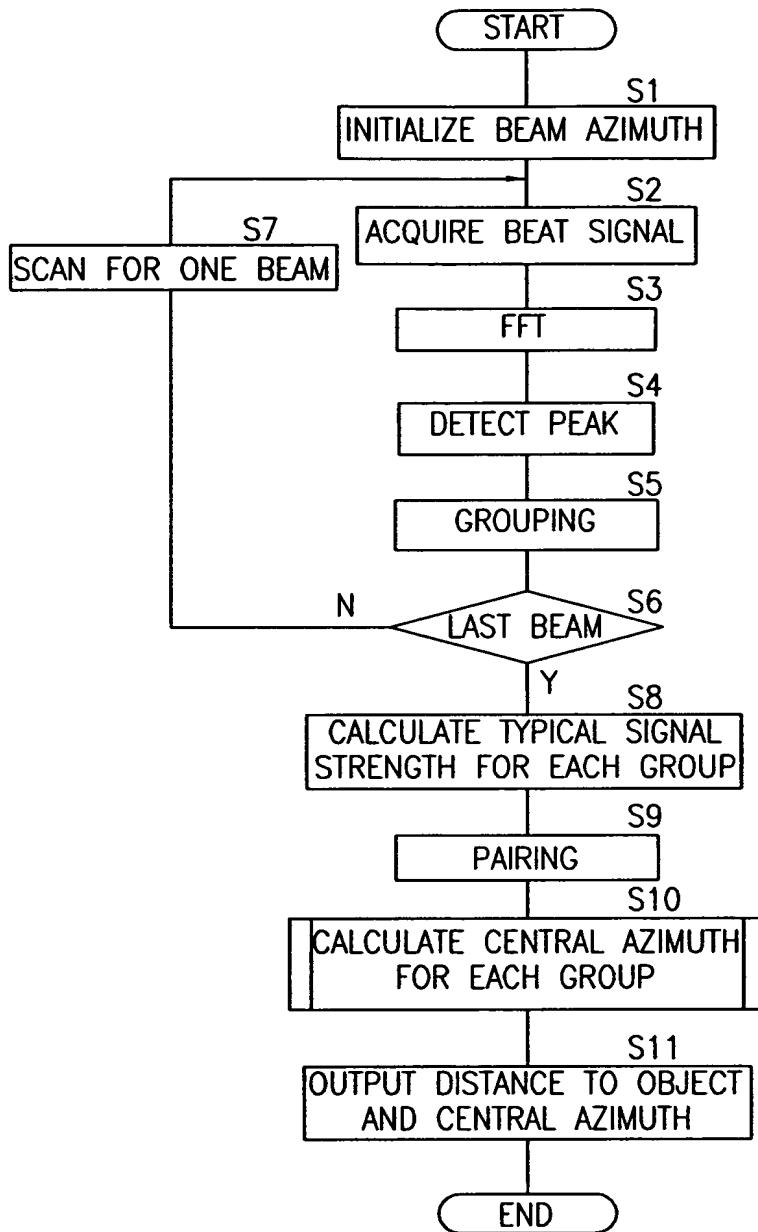 START
S1
INITIALIZE BEAM AZIMUTH
S2
ACQUIRE BEAT SIGNAL
S7
SCAN FOR ONE BEAM
S3
FFT
S4
DETECT PEAK
S5
GROUPING
N
S6
LAST BEAM
Y
S8
CALCULATE TYPICAL SIGNAL
STRENGTH FOR EACH GROUP
S9
PAIRING
S10
CALCULATE CENTRAL AZIMUTH
FOR EACH GROUP
S11
OUTPUT DISTANCE TO OBJECT
AND CENTRAL AZIMUTH
END